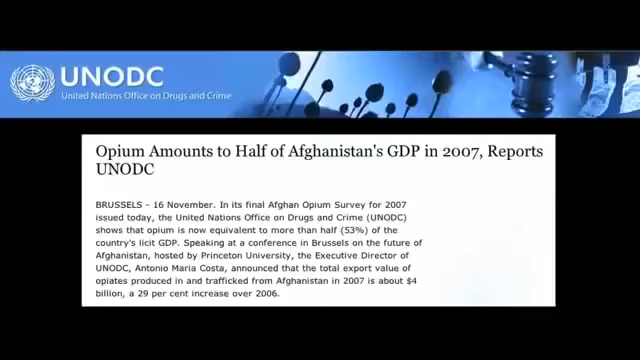 UNODC
United Nations Office on Drugs and Crime
Opium Amounts to Half of Afghanistan's GDP in 2007, Reports
UNODC
BRUSSELS - 16 November. In its final Afghan Opium Survey for 2007
issued today, the United Nations Office on Drugs and Crime (UNODC)
shows that opium is now equivalent to more than half (53%) of the
country's licit GDP. Speaking at a conference in Brussels on the future of
Afghanistan, hosted by Princeton University, the Executive Director of
UNODC, Antonio Maria Costa, announced that the total export value of
opiates produced in and trafficked from Afghanistan in 2007 is about $4
billion, a 29 per cent increase over 2006.